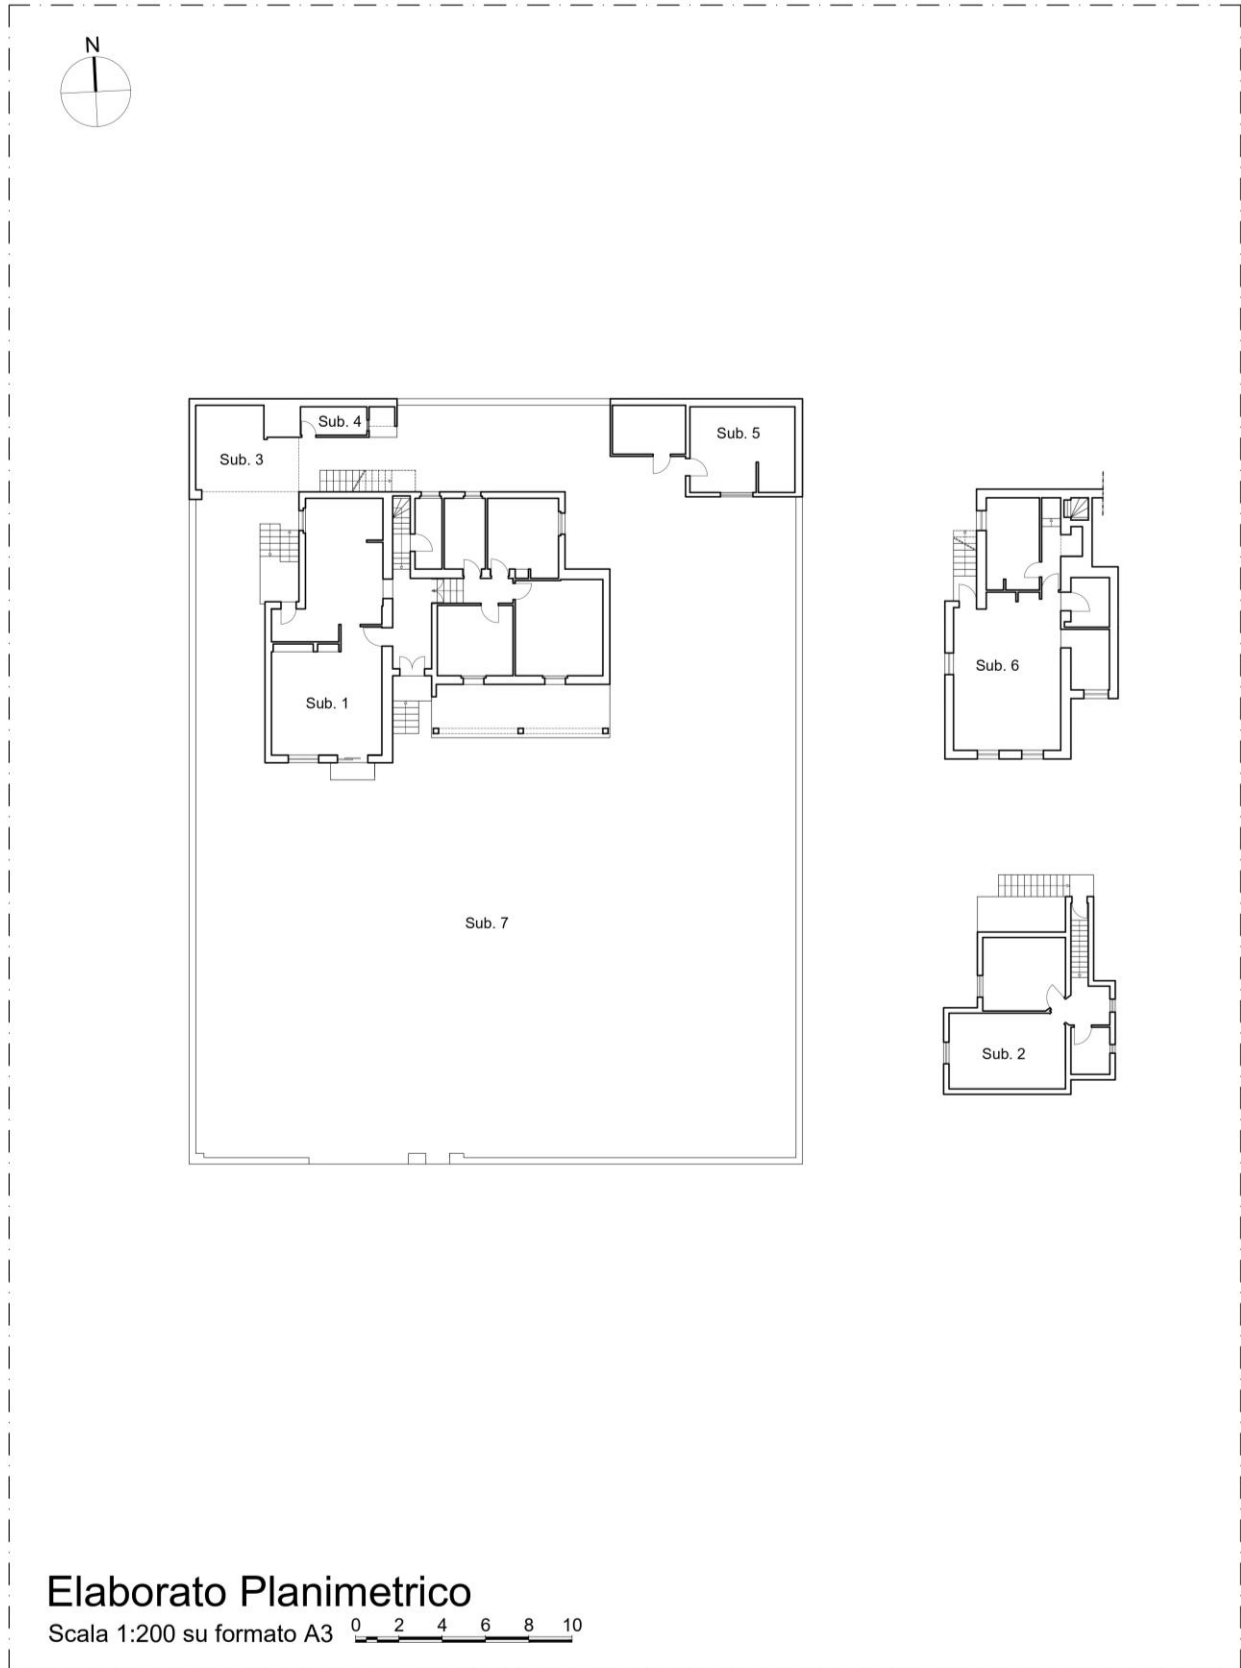 N
Sub. 4
Sub. 3
Sub. 5
Sub. 6
Sub. 1
Sub. 7
Sub. 2
Elaborato Planimetrico
Scala 1:200 su formato A3 0 2 4 6 8 10